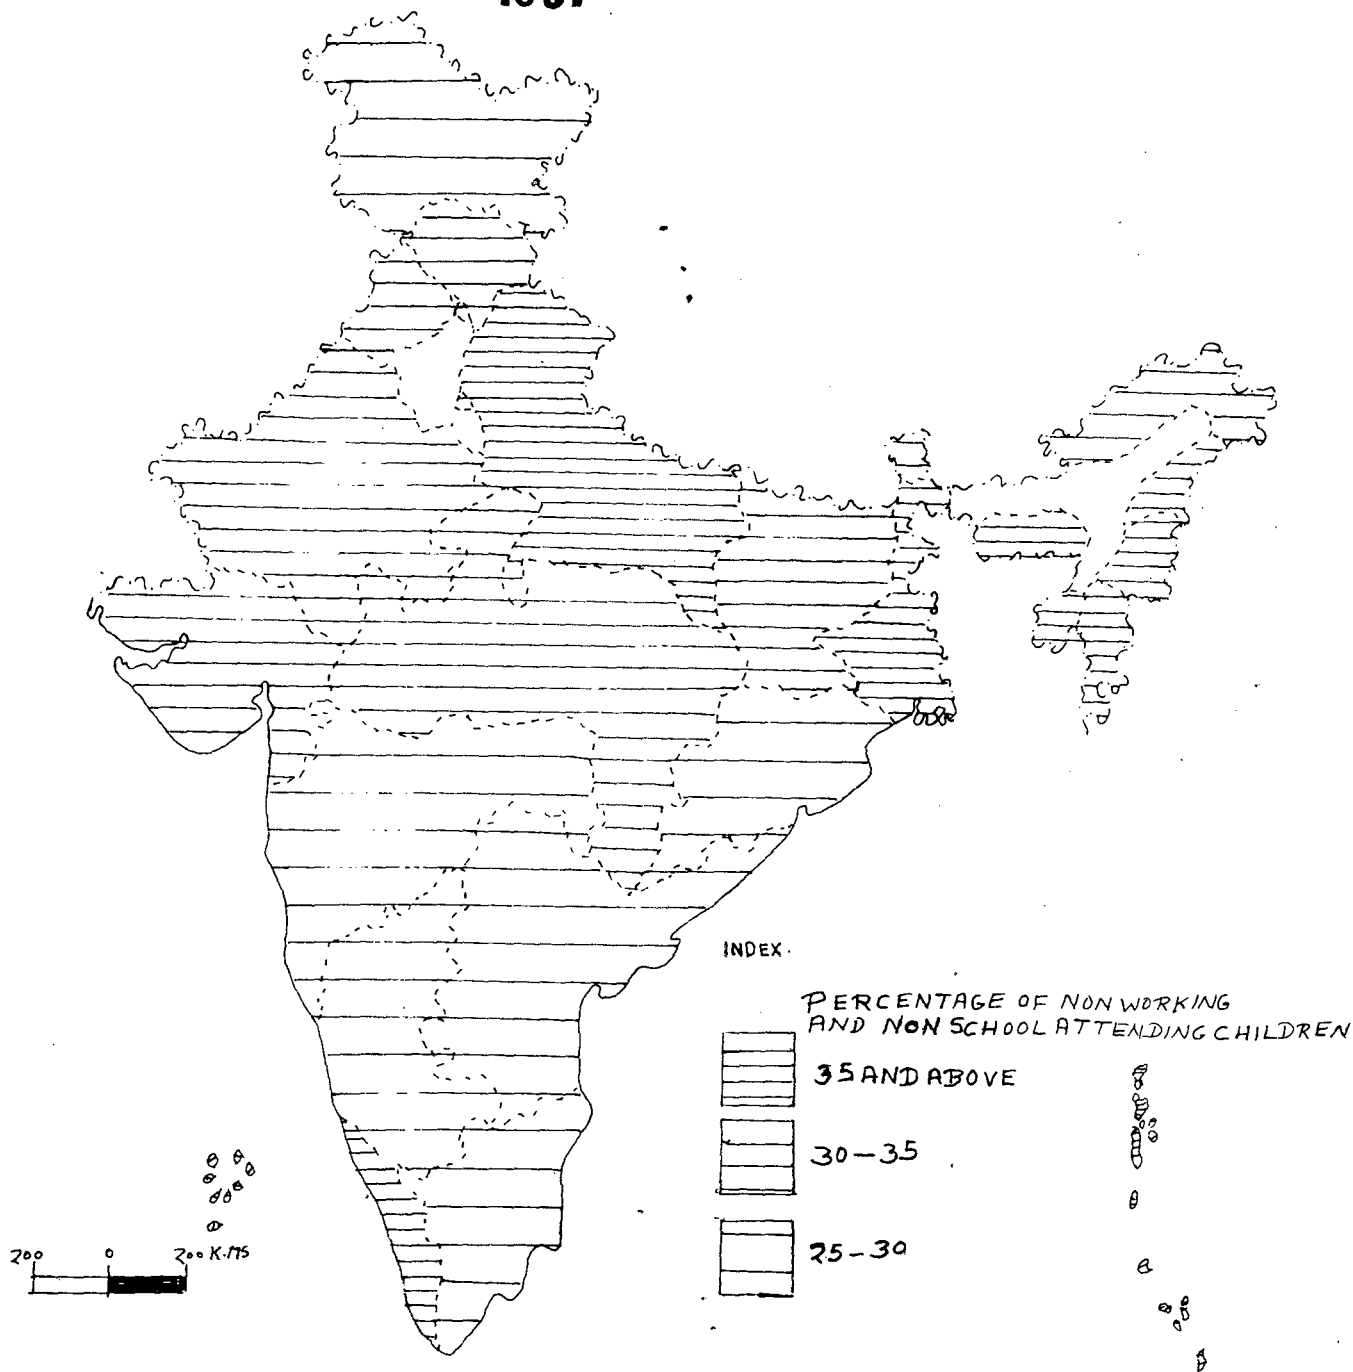 INDEX.
PERCENTAGE OF NON WORKING
AND NON SCHOOL ATTENDING CHILDREN
35 AND ABOVE
30-35
25-30
200 0 200 K.MS